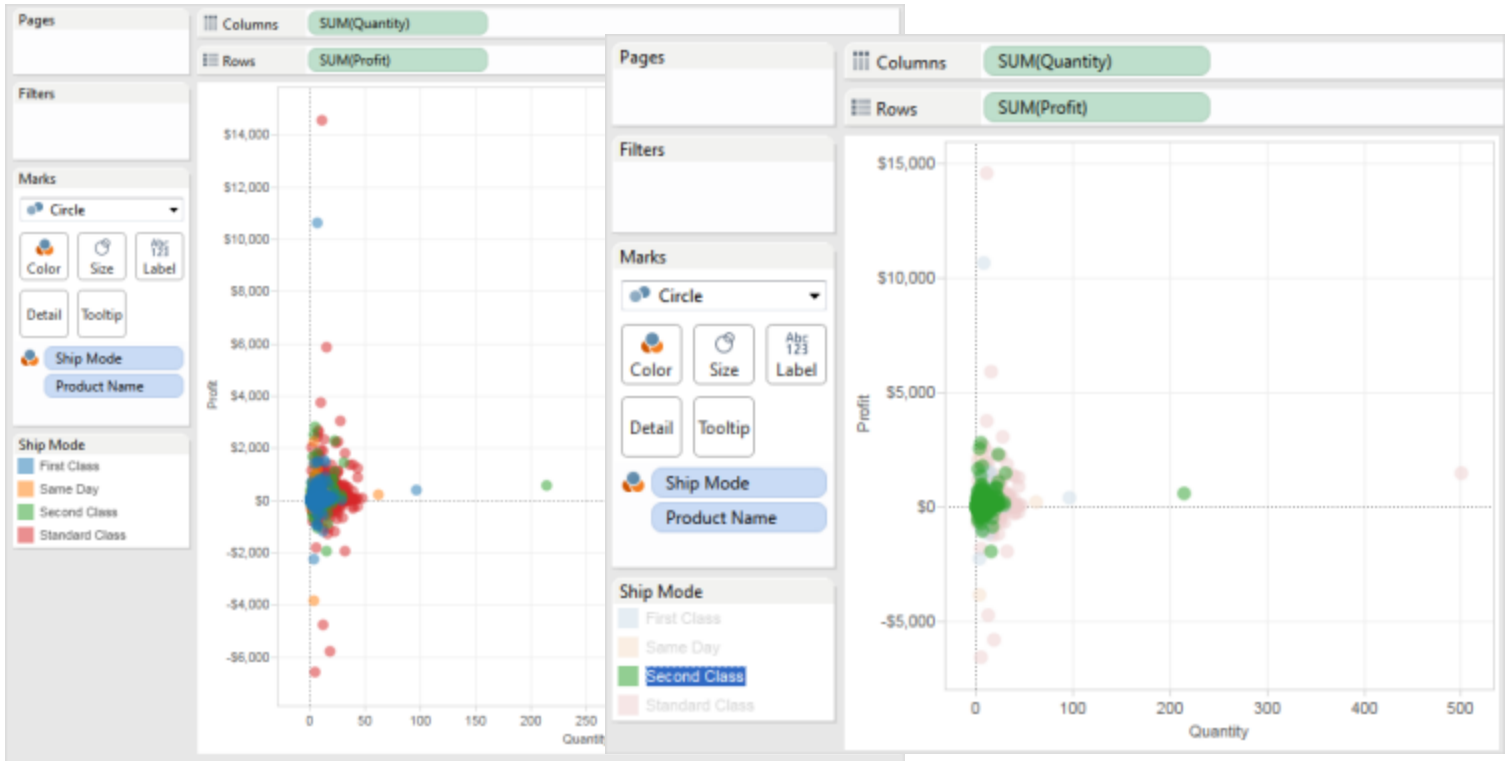 Pages
Columns
SUM(Quantity)
Rows
SUM(Profit)
Filters
Marks
Circle
Color
Size
Abc
123
Label
Detail
Tooltip
Ship Mode
Product Name
Ship Mode
First Class
Same Day
Second Class
Standard Class
$14,000
$12,000
$10,000
$8,000
$6,000
$4,000
$2,000
$0
-$2,000
-$4,000
-$6,000
Profit
0 50 100 150 200 250
Quantit
Pages
Columns
SUM(Quantity)
Rows
SUM(Profit)
Filters
Marks
Circle
Color
Size
Abc
123
Label
Detail
Tooltip
Ship Mode
Product Name
Ship Mode
First Class
Same Day
Second Class
Standard Class
$15,000
$10,000
$5,000
$0
-$5,000
Profit
0 100 200 300 400 500
Quantity